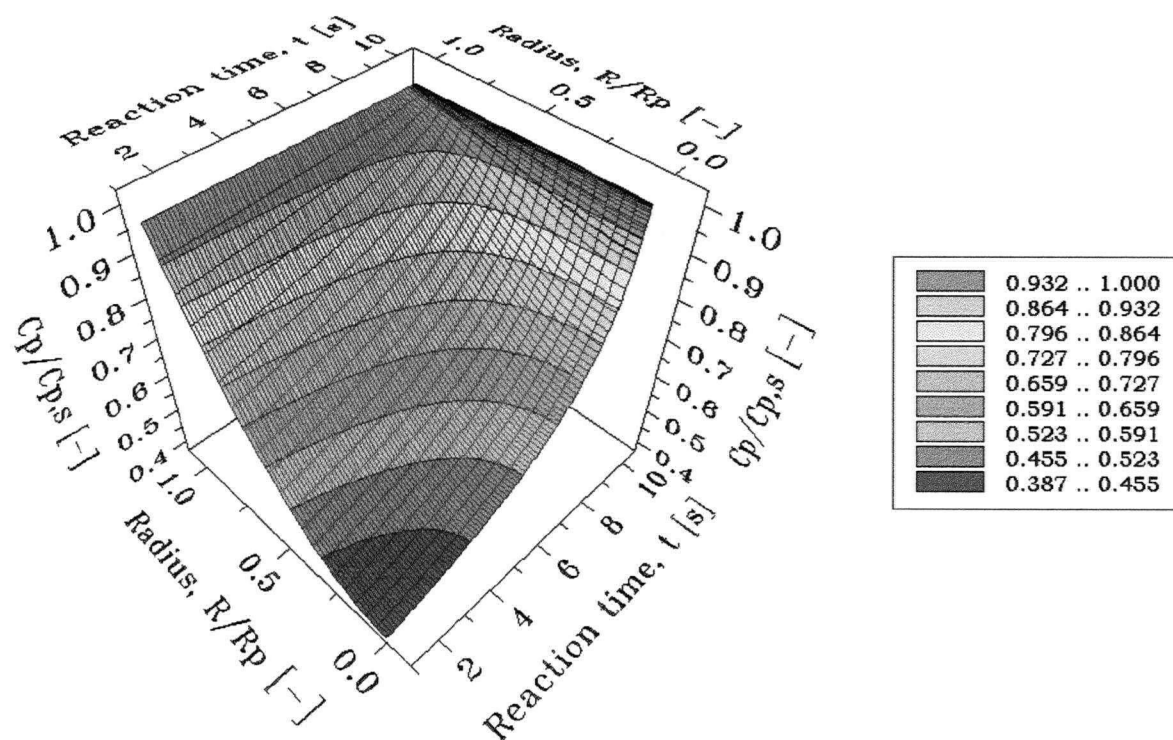 Reaction time, t [s]
2 4 6 8 10
Radius, R/Rp [-]
1.0 0.5 0.0
1.0
0.9
0.8
0.7
0.6
0.5
0.4
Cp/Cp,s [-]
1.0
0.9
0.8
0.7
0.6
0.5
0.4
Cp/Cp,s [-]
1.0 0.5 0.0
Radius, R/Rp [-]
2 4 6 8 10
Reaction time, t [s]
0.932 .. 1.000
0.864 .. 0.932
0.796 .. 0.864
0.727 .. 0.796
0.659 .. 0.727
0.591 .. 0.659
0.523 .. 0.591
0.455 .. 0.523
0.387 .. 0.455